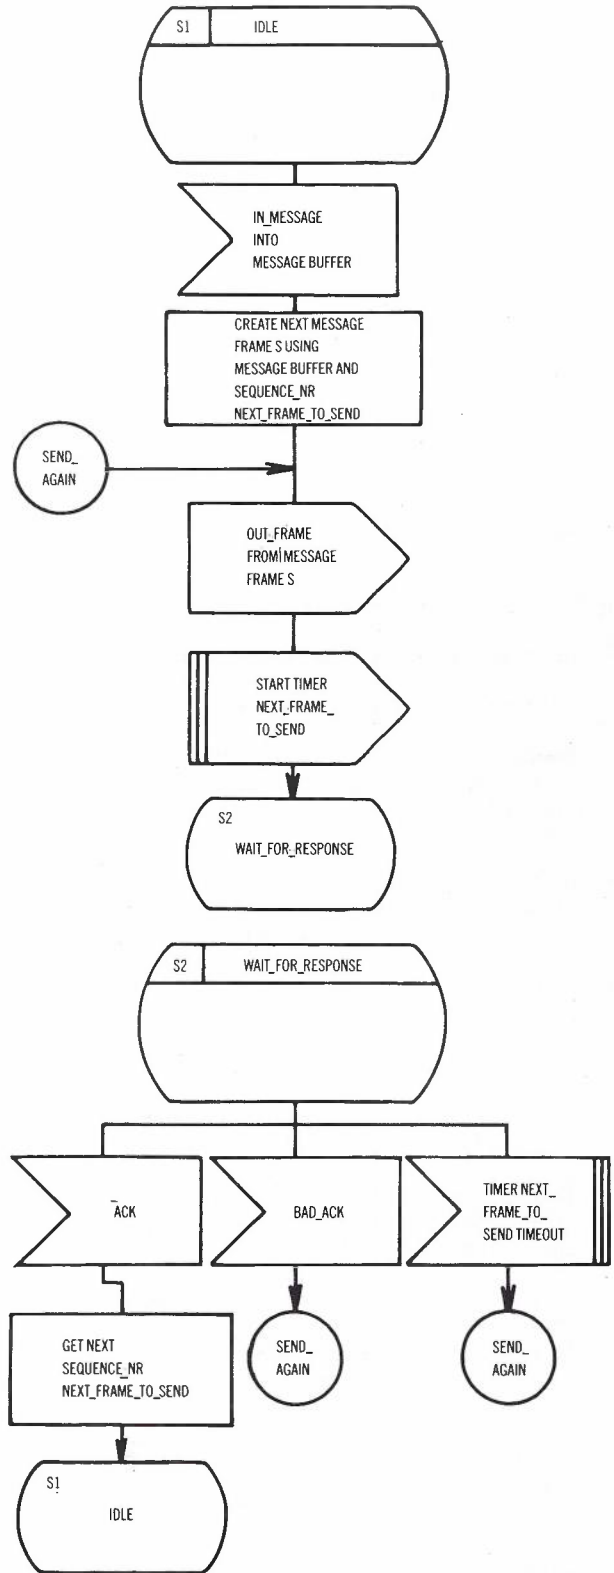 S1 IDLE
IN_MESSAGE
INTO
MESSAGE BUFFER
CREATE NEXT MESSAGE
FRAME S USING
MESSAGE BUFFER AND
SEQUENCE_NR
NEXT_FRAME_TO_SEND
SEND_
AGAIN
OUT_FRAME
FROM MESSAGE
FRAME S
START TIMER
NEXT_FRAME_
TO_SEND
S2
WAIT_FOR_RESPONSE
S2 WAIT_FOR_RESPONSE
ACK
BAD_ACK
TIMER NEXT_
FRAME_TO_
SEND TIMEOUT
GET NEXT
SEQUENCE_NR
NEXT_FRAME_TO_SEND
SEND_
AGAIN
SEND_
AGAIN
S1
IDLE